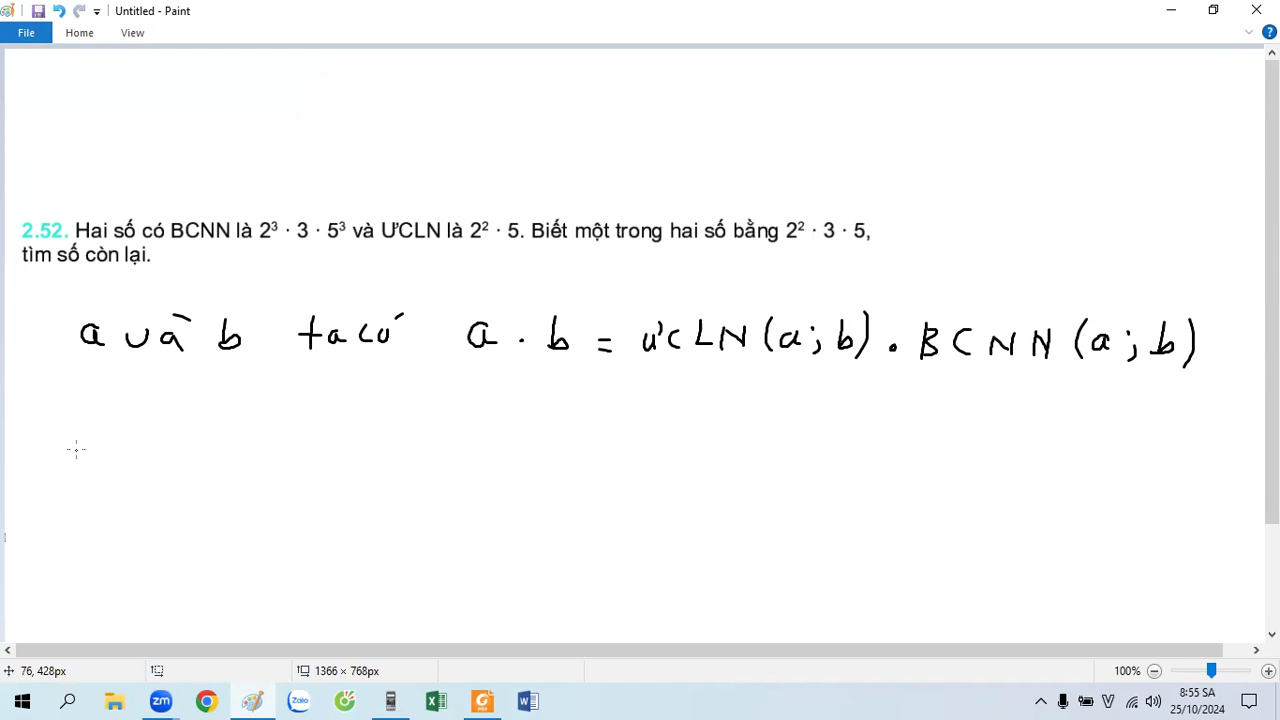 Untitled - Paint
File Home View
2.52. Hai số có BCNN là 2³ · 3 · 5³ và ƯCLN là 2² · 5. Biết một trong hai số bằng 2² · 3 · 5,
tìm số còn lại.
a và b ta có a . b = ƯCLN (a; b) . BCNN (a; b)
76, 428px 1366 × 768px 100%
8:55 SA
25/10/2024